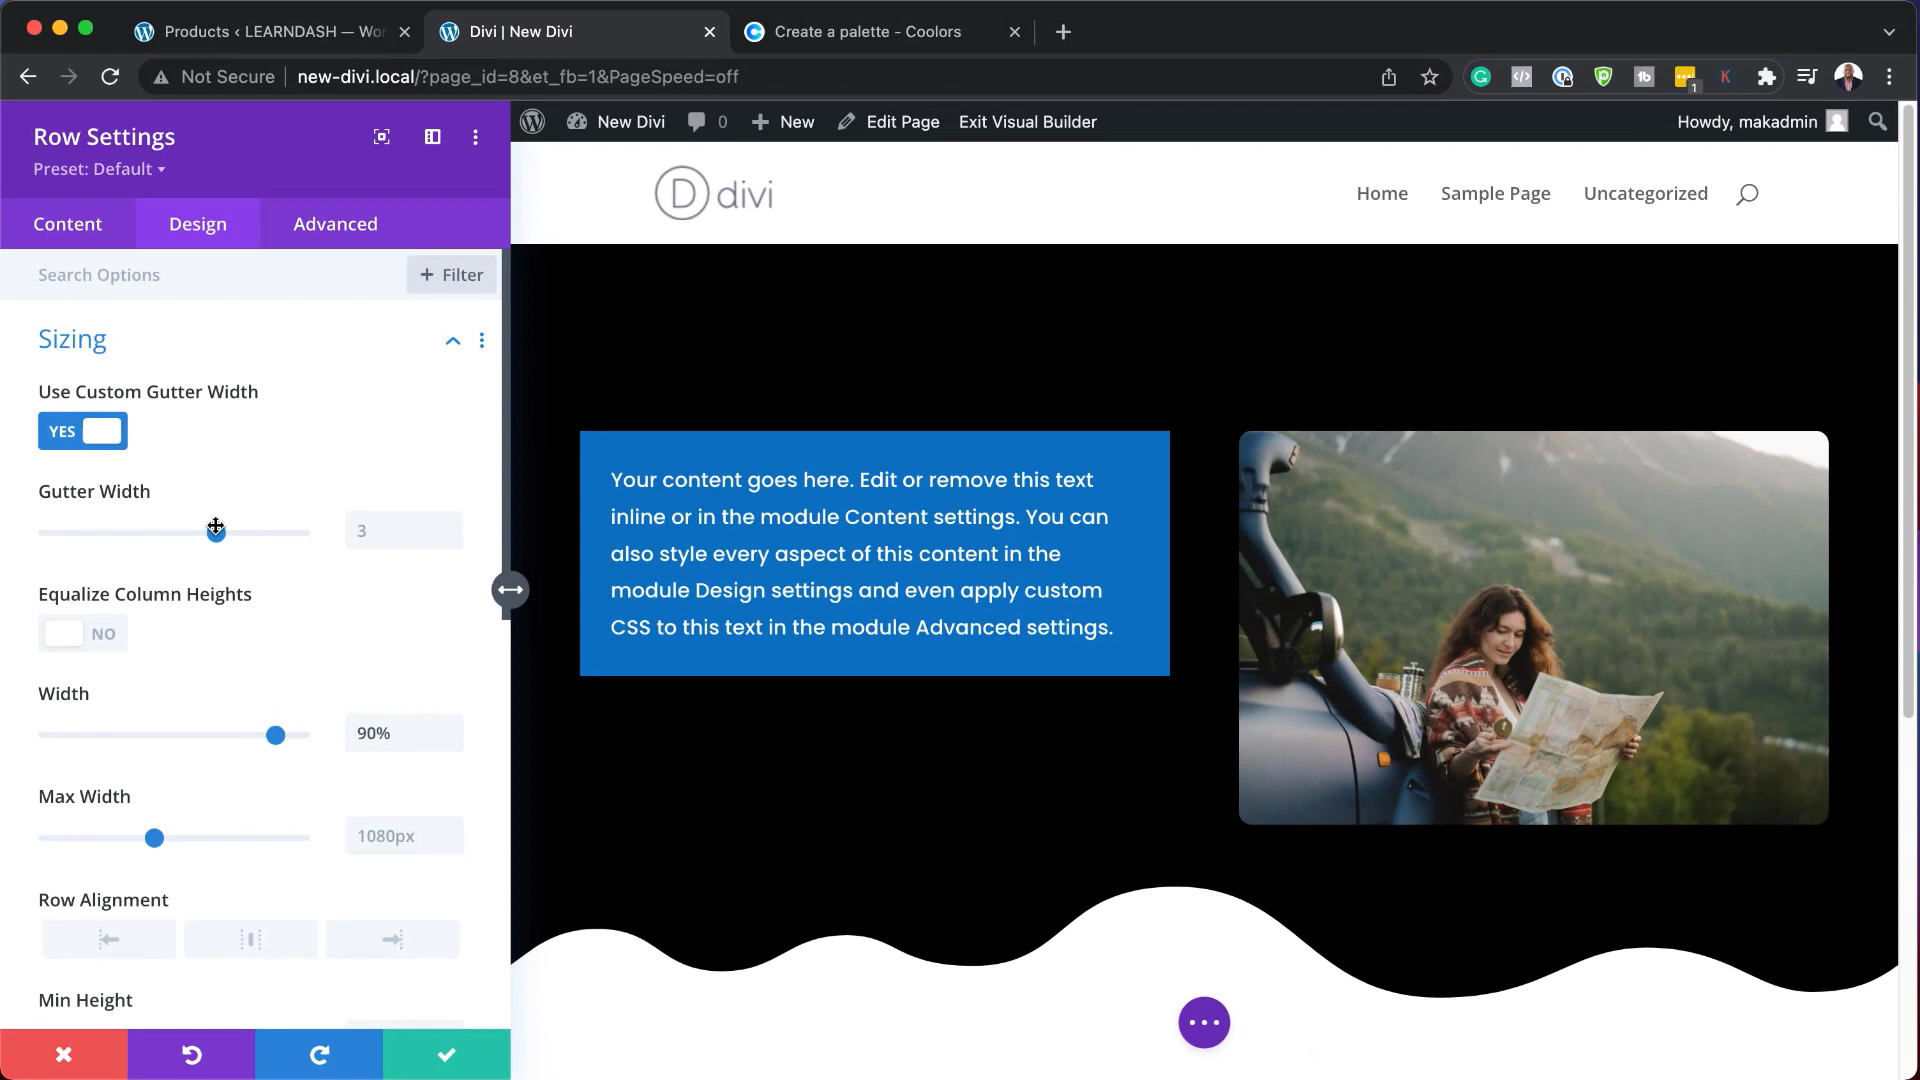 Products ‹ LEARNDASH — Wor
Divi | New Divi
Create a palette - Coolors
Not Secure
new-divi.local/?page_id=8&et_fb=1&PageSpeed=off
tb
1
K
Row Settings
Preset: Default
New Divi
0
New
Edit Page
Exit Visual Builder
Howdy, makadmin
Content
Design
Advanced
D divi
Home
Sample Page
Uncategorized
Search Options
+ Filter
Sizing
Use Custom Gutter Width
YES
Gutter Width
3
Equalize Column Heights
NO
Width
90%
Max Width
1080px
Row Alignment
Min Height
Your content goes here. Edit or remove this text
inline or in the module Content settings. You can
also style every aspect of this content in the
module Design settings and even apply custom
CSS to this text in the module Advanced settings.